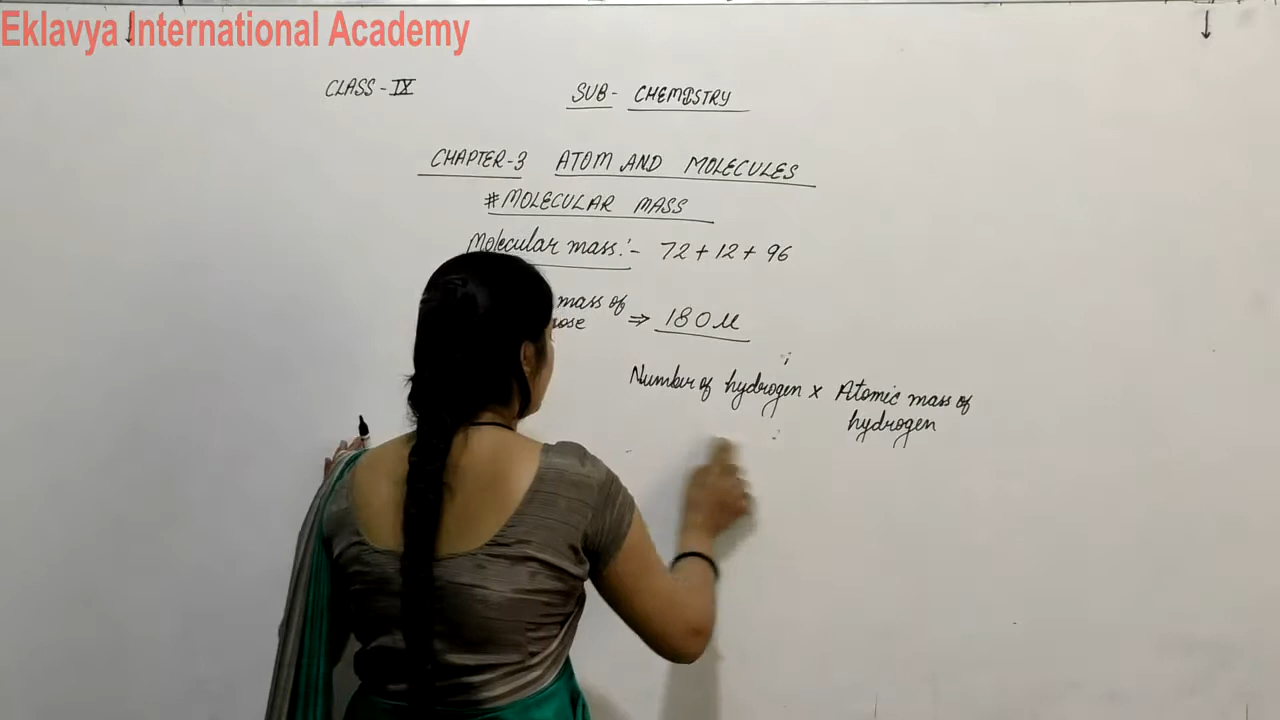 Eklavya International Academy
CLASS - IX
SUB - CHEMISTRY
CHAPTER-3 ATOM AND MOLECULES
#MOLECULAR MASS
Molecular mass:- 72 + 12 + 96
mass of
ose ⇒ 180 u
Number of hydrogen x Atomic mass of
hydrogen